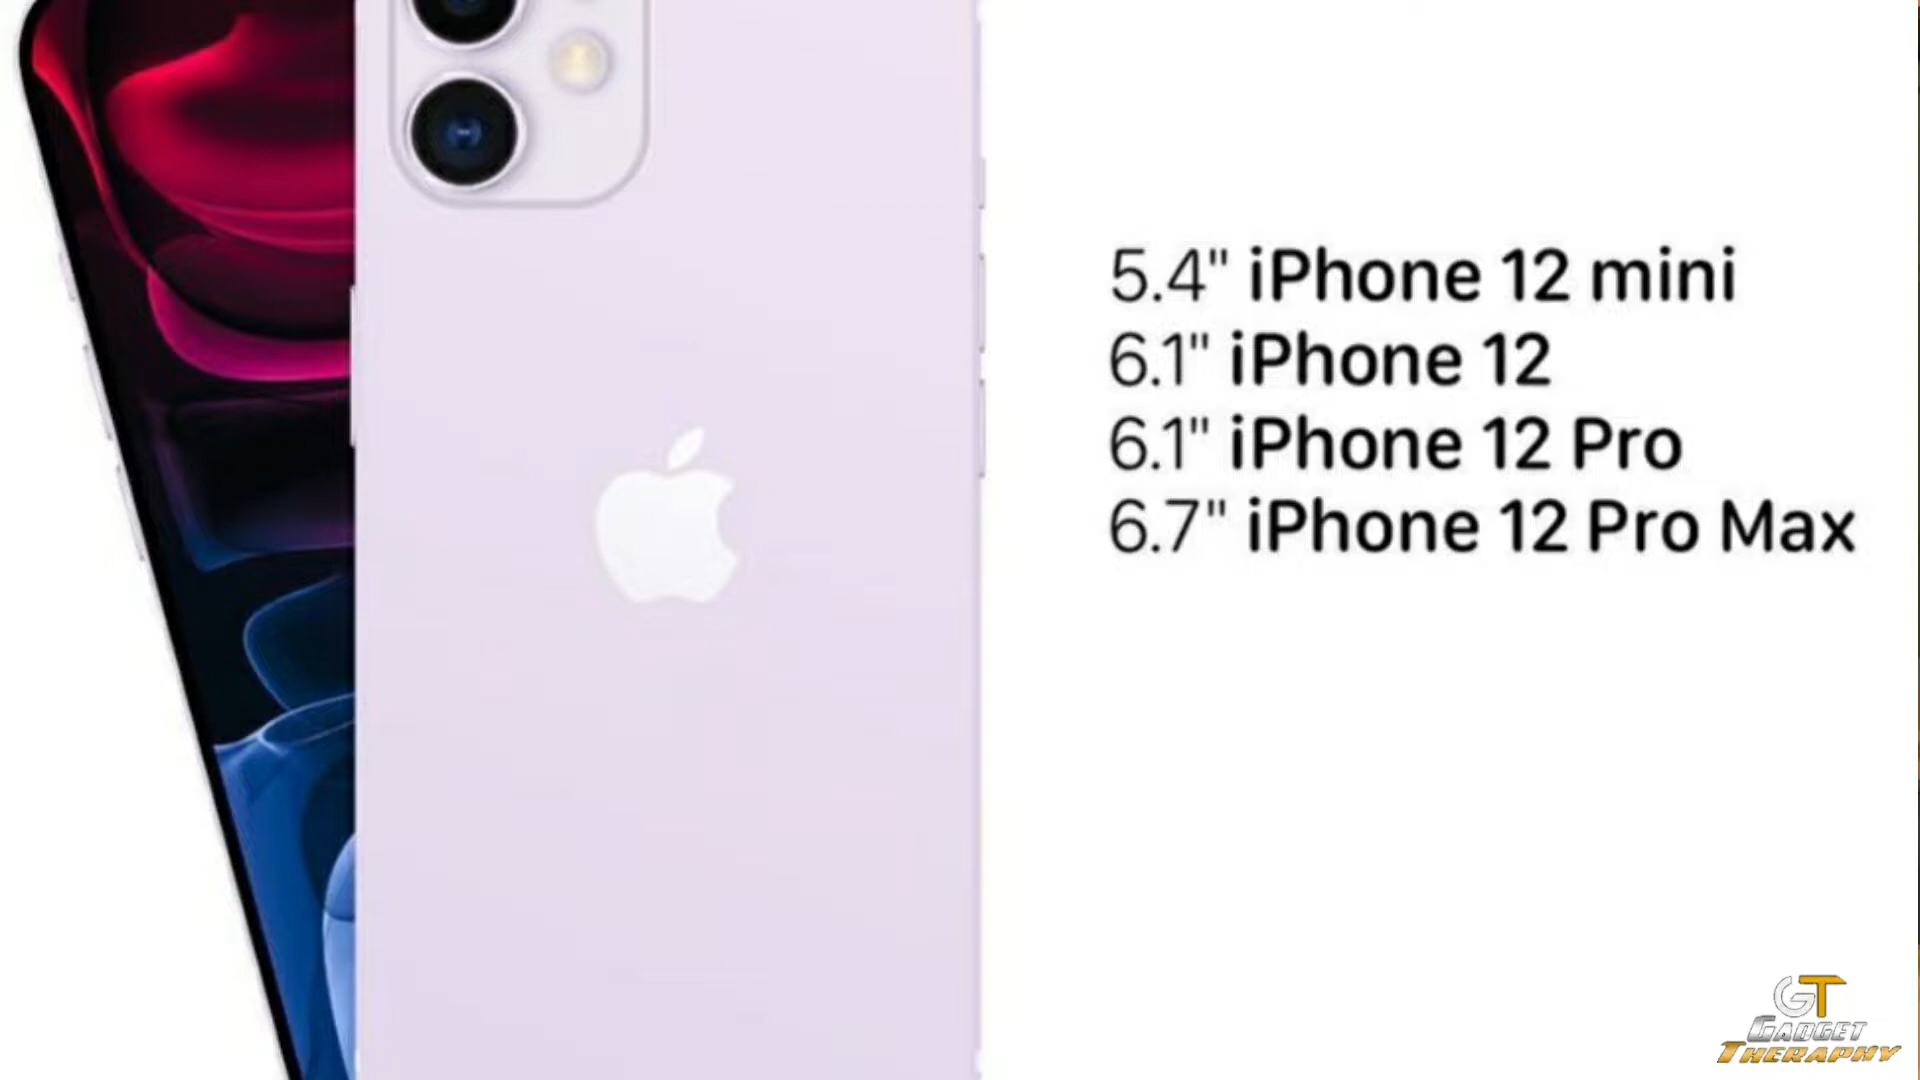 5.4" iPhone 12 mini
6.1" iPhone 12
6.1" iPhone 12 Pro
6.7" iPhone 12 Pro Max
GT
GADGET
THERAPHY